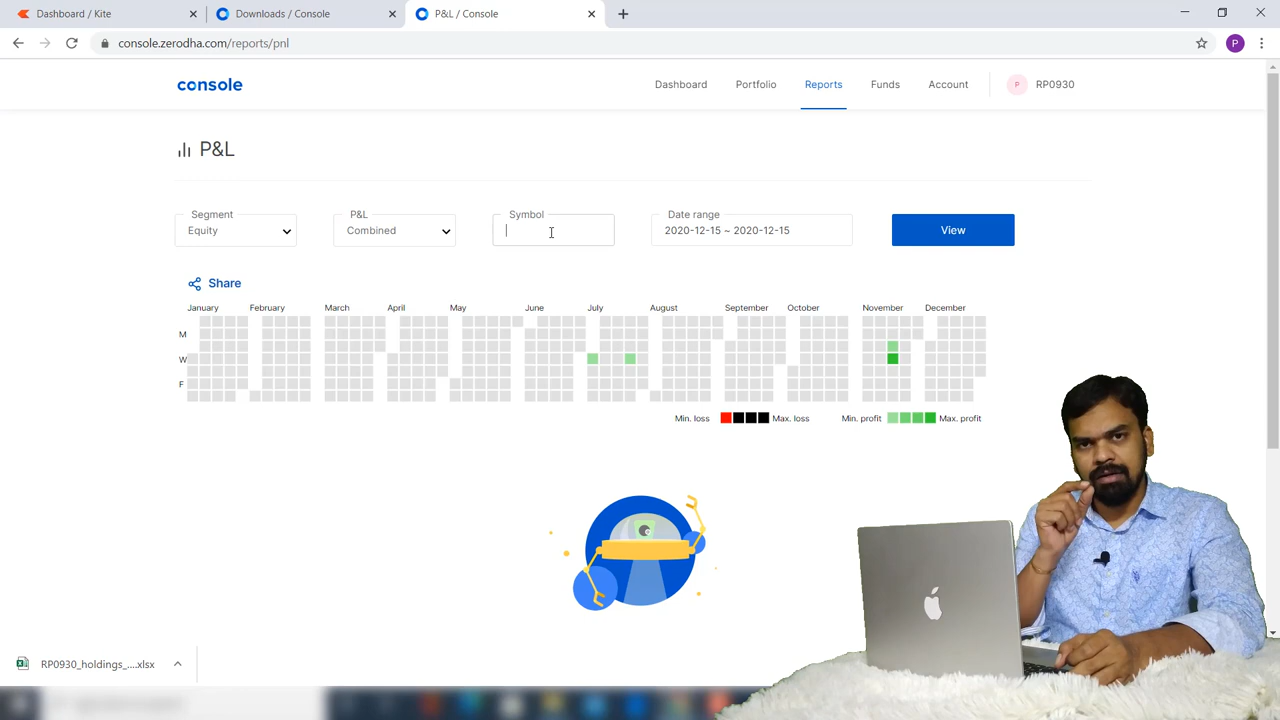 Dashboard / Kite
Downloads / Console
P&L / Console
console.zerodha.com/reports/pnl
P
console
Dashboard
Portfolio
Reports
Funds
Account
P
RP0930
P&L
Segment
Equity
P&L
Combined
Symbol
Date range
2020-12-15 ~ 2020-12-15
View
Share
January
February
March
April
May
June
July
August
September
October
November
December
M
W
F
Min. loss
Max. loss
Min. profit
Max. profit
RP0930_holdings_....xlsx